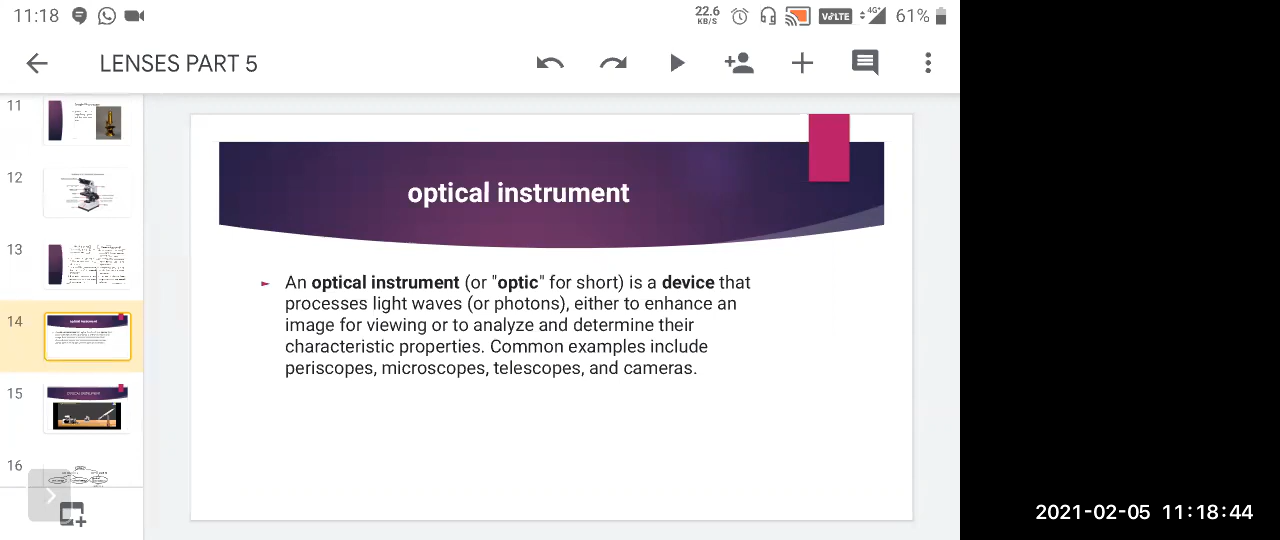 11:18
22.6
KB/S
VoLTE
4G+
61%
LENSES PART 5
11
12
13
14
15
16
optical instrument
OPTICAL INSTRUMENT
► An optical instrument (or "optic" for short) is a device that
processes light waves (or photons), either to enhance an
image for viewing or to analyze and determine their
characteristic properties. Common examples include
periscopes, microscopes, telescopes, and cameras.
2021-02-05 11:18:44